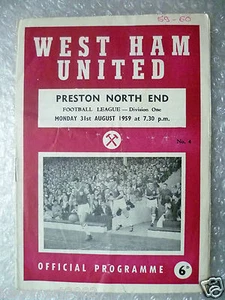 59-60
WEST HAM
UNITED
PRESTON NORTH END
FOOTBALL LEAGUE — Division One
MONDAY 31st AUGUST 1959 at 7.30 p.m.
No. 4
OFFICIAL PROGRAMME
6d